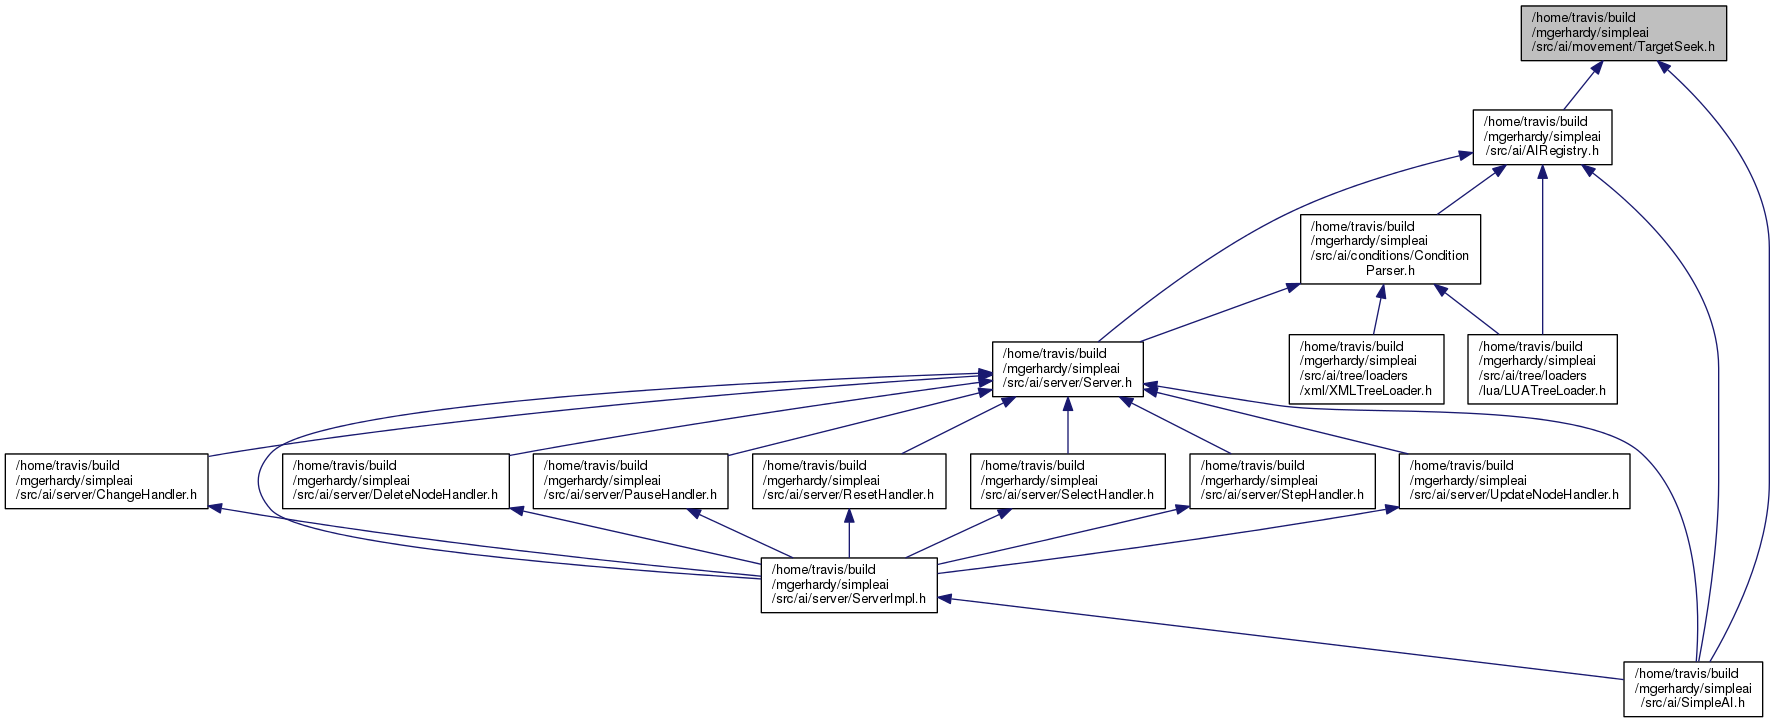 /home/travis/build
/mgerhardy/simpleai
/src/ai/movement/TargetSeek.h
/home/travis/build
/mgerhardy/simpleai
/src/ai/AIRegistry.h
/home/travis/build
/mgerhardy/simpleai
/src/ai/conditions/Condition
Parser.h
/home/travis/build
/mgerhardy/simpleai
/src/ai/server/Server.h
/home/travis/build
/mgerhardy/simpleai
/src/ai/tree/loaders
/xml/XMLTreeLoader.h
/home/travis/build
/mgerhardy/simpleai
/src/ai/tree/loaders
/lua/LUATreeLoader.h
/home/travis/build
/mgerhardy/simpleai
/src/ai/server/ChangeHandler.h
/home/travis/build
/mgerhardy/simpleai
/src/ai/server/DeleteNodeHandler.h
/home/travis/build
/mgerhardy/simpleai
/src/ai/server/PauseHandler.h
/home/travis/build
/mgerhardy/simpleai
/src/ai/server/ResetHandler.h
/home/travis/build
/mgerhardy/simpleai
/src/ai/server/SelectHandler.h
/home/travis/build
/mgerhardy/simpleai
/src/ai/server/StepHandler.h
/home/travis/build
/mgerhardy/simpleai
/src/ai/server/UpdateNodeHandler.h
/home/travis/build
/mgerhardy/simpleai
/src/ai/server/ServerImpl.h
/home/travis/build
/mgerhardy/simpleai
/src/ai/SimpleAI.h